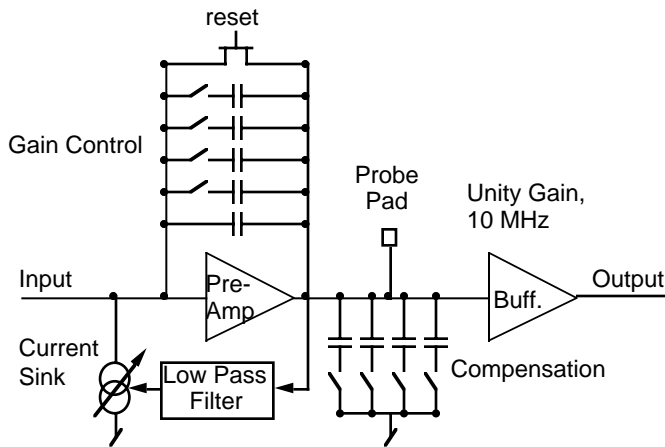 reset
Gain Control
Probe
Pad
Unity Gain,
10 MHz
Input
Pre-
Amp
Buff.
Output
Current
Sink
Low Pass
Filter
Compensation